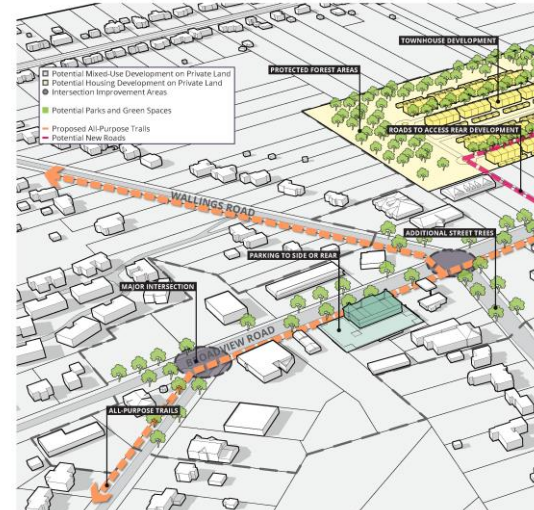 TOWNHOUSE DEVELOPMENT
PROTECTED FOREST AREAS
Potential Mixed-Use Development on Private Land
Potential Housing Development on Private Land
Intersection Improvement Areas
Potential Parks and Green Spaces
Proposed All-Purpose Trails
Potential New Roads
ROADS TO ACCESS REAR DEVELOPMENT
WALLINGS ROAD
ADDITIONAL STREET TREES
PARKING TO SIDE OR REAR
MAJOR INTERSECTION
BROADVIEW ROAD
ALL-PURPOSE TRAILS